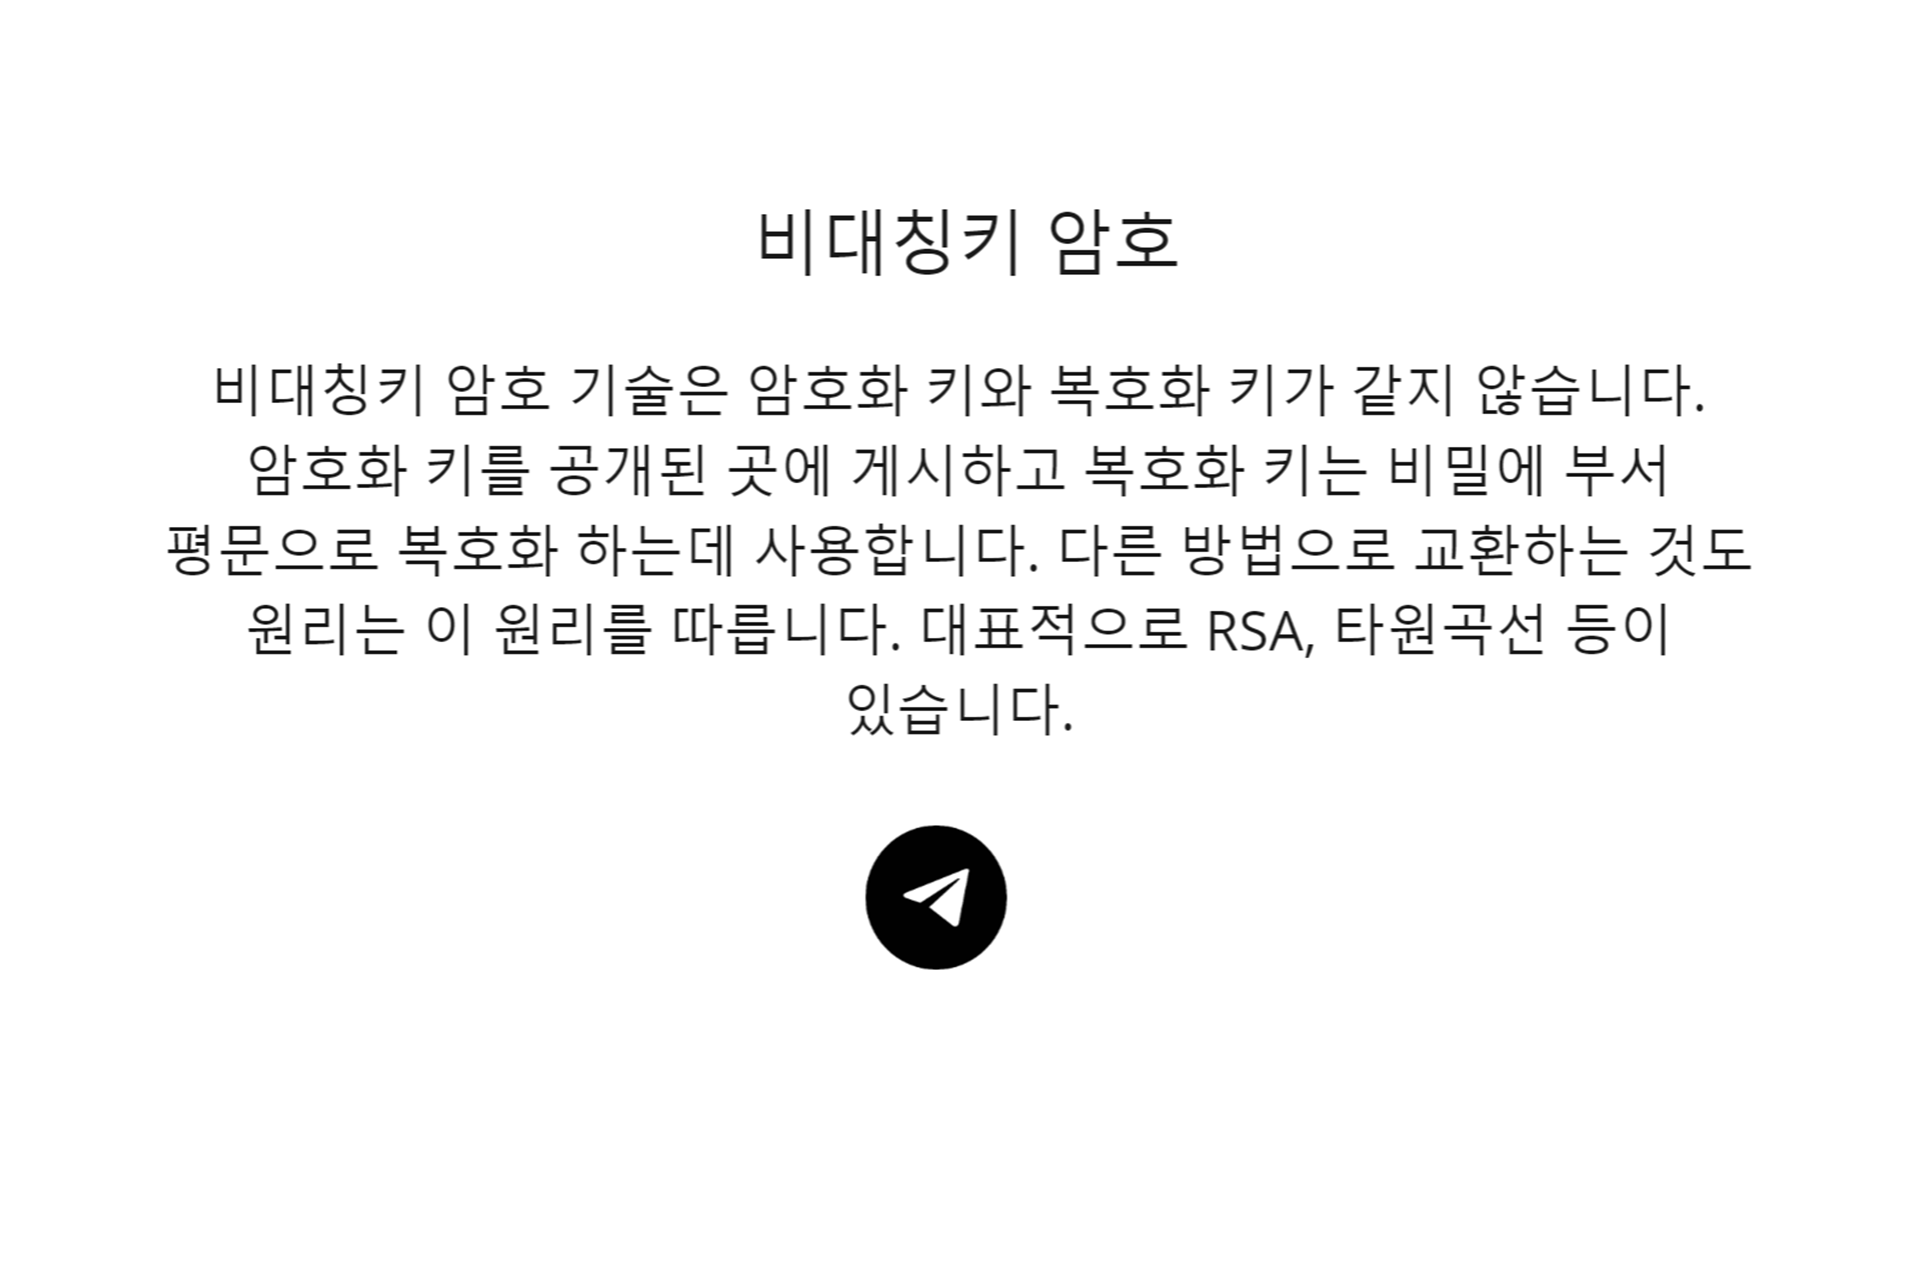 비대칭키 암호
비대칭키 암호 기술은 암호화 키와 복호화 키가 같지 않습니다.
암호화 키를 공개된 곳에 게시하고 복호화 키는 비밀에 부서
평문으로 복호화 하는데 사용합니다. 다른 방법으로 교환하는 것도
원리는 이 원리를 따릅니다. 대표적으로 RSA, 타원곡선 등이
있습니다.